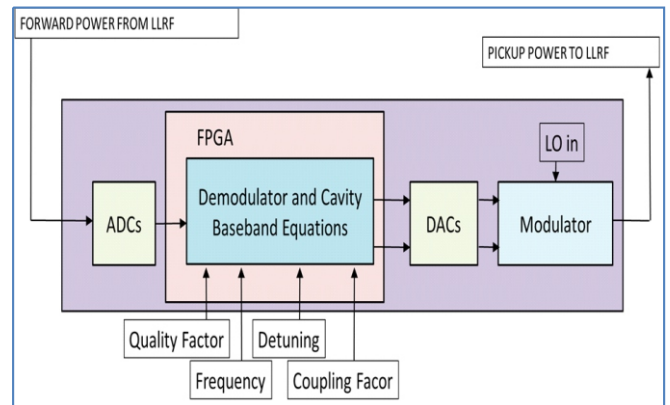 FORWARD POWER FROM LLRF
PICKUP POWER TO LLRF
FPGA
LO in
ADCs
Demodulator and Cavity
Baseband Equations
DACs
Modulator
Quality Factor
Detuning
Frequency
Coupling Facor